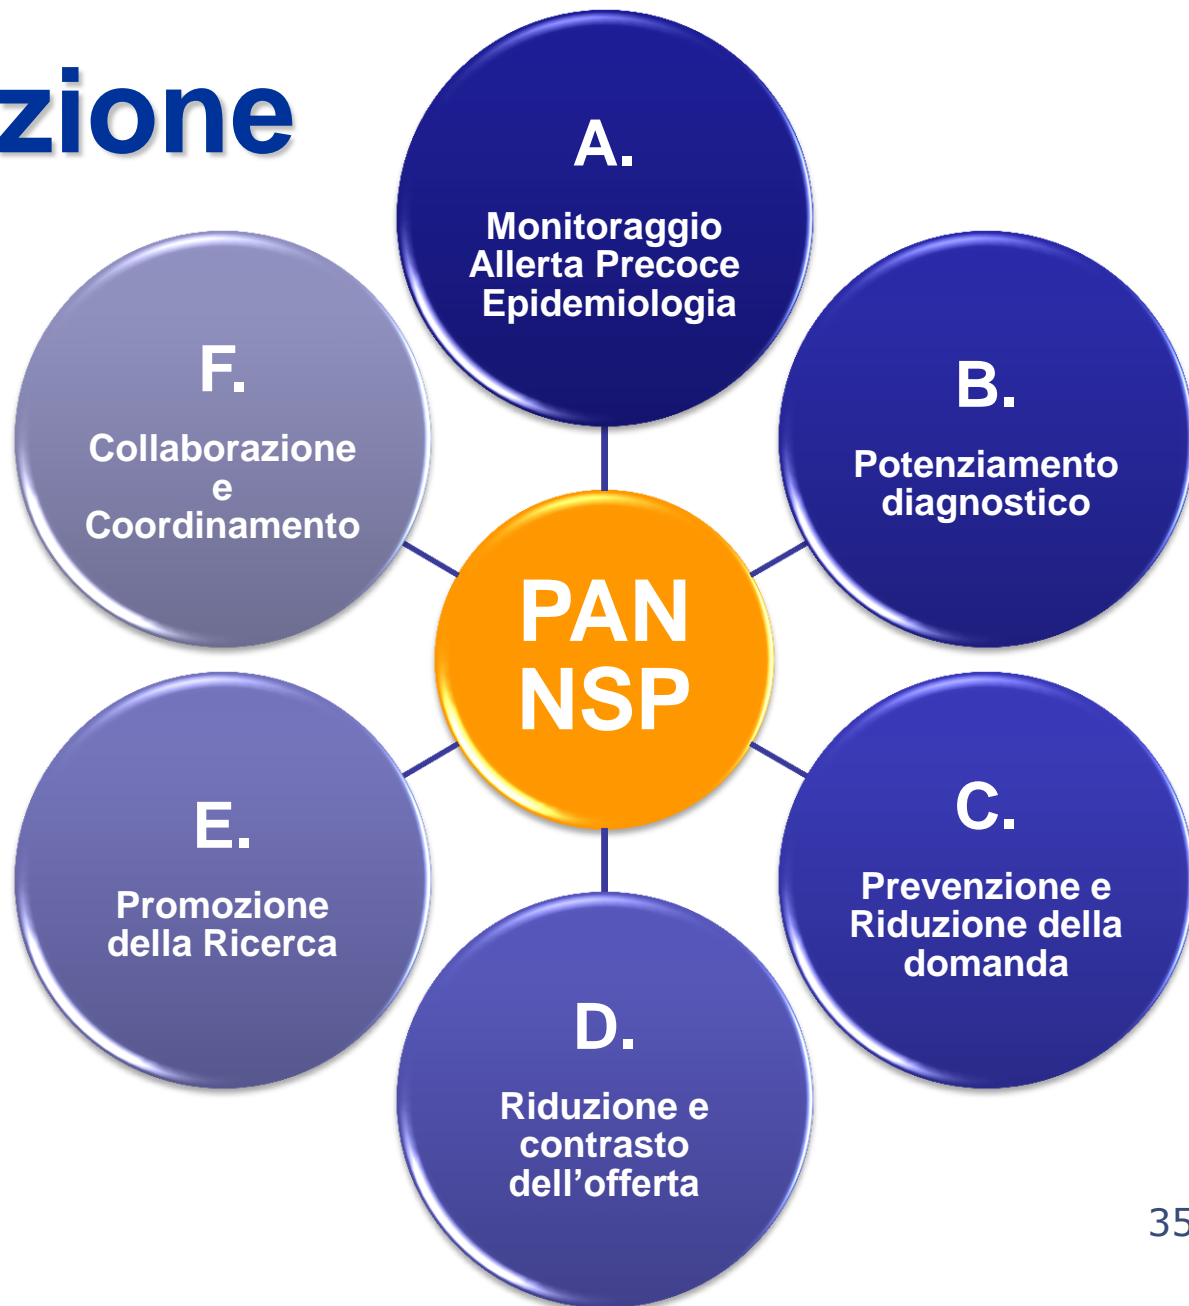 zione
A.
Monitoraggio
Allerta Precoce
Epidemiologia
B.
Potenziamento
diagnostico
C.
Prevenzione e
Riduzione della
domanda
D.
Riduzione e
contrasto
dell’offerta
E.
Promozione
della Ricerca
F.
Collaborazione
e
Coordinamento
PAN
NSP
35